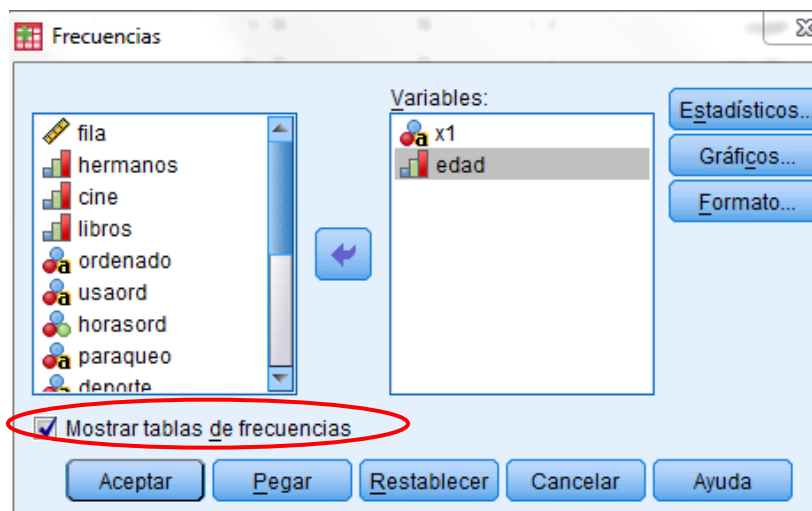 Frecuencias
Variables:
fila
hermanos
cine
libros
ordenado
usaord
horasord
paraqueo
deporte
x1
edad
Estadísticos...
Gráficos...
Formato...
Mostrar tablas de frecuencias
Aceptar
Pegar
Restablecer
Cancelar
Ayuda